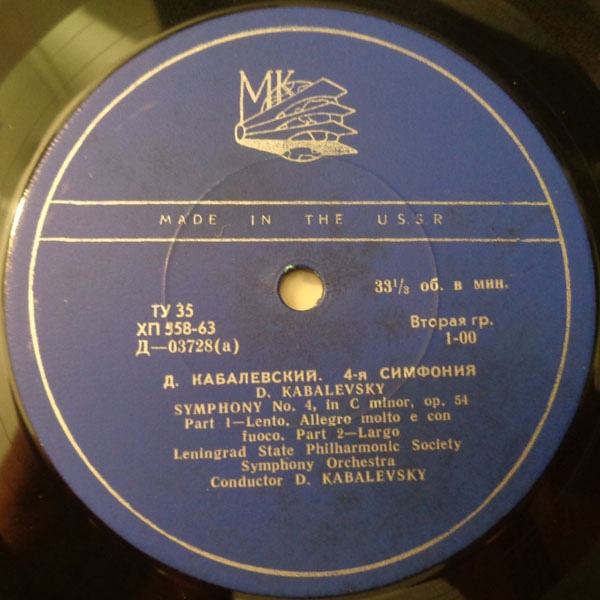 МК
MADE IN THE U.S.S.R
33 1/3 об. в мин.
ТУ 35
ХП 558-63
Д—03728(а)
Вторая гр.
1-00
Д. КАБАЛЕВСКИЙ. 4-я СИМФОНИЯ
D. KABALEVSKY
SYMPHONY No. 4, in C minor, op. 54
Part 1—Lento. Allegro molto e con
fuoco. Part 2—Largo
Leningrad State Philharmonic Society
Symphony Orchestra
Conductor D. KABALEVSKY